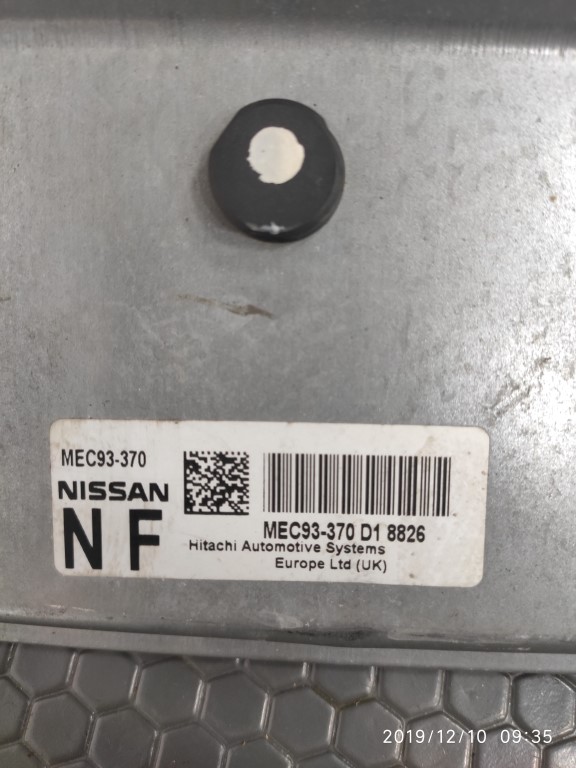 MEC93-370
NISSAN
N F
MEC93-370 D1 8826
Hitachi Automotive Systems
Europe Ltd (UK)
2019/12/10 09:35